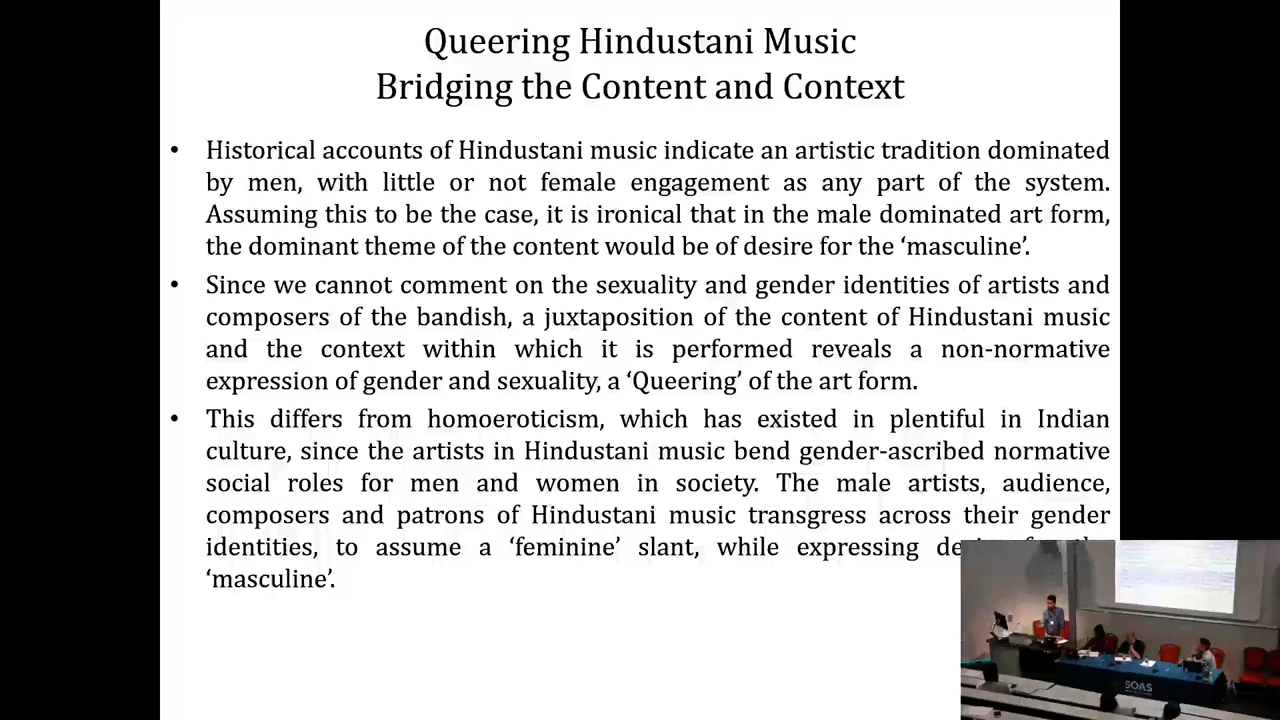 Queering Hindustani Music
Bridging the Content and Context
• Historical accounts of Hindustani music indicate an artistic tradition dominated
by men, with little or not female engagement as any part of the system.
Assuming this to be the case, it is ironical that in the male dominated art form,
the dominant theme of the content would be of desire for the ‘masculine’.
• Since we cannot comment on the sexuality and gender identities of artists and
composers of the bandish, a juxtaposition of the content of Hindustani music
and the context within which it is performed reveals a non-normative
expression of gender and sexuality, a ‘Queering’ of the art form.
• This differs from homoeroticism, which has existed in plentiful in Indian
culture, since the artists in Hindustani music bend gender-ascribed normative
social roles for men and women in society. The male artists, audience,
composers and patrons of Hindustani music transgress across their gender
identities, to assume a ‘feminine’ slant, while expressing
‘masculine’.
SOAS